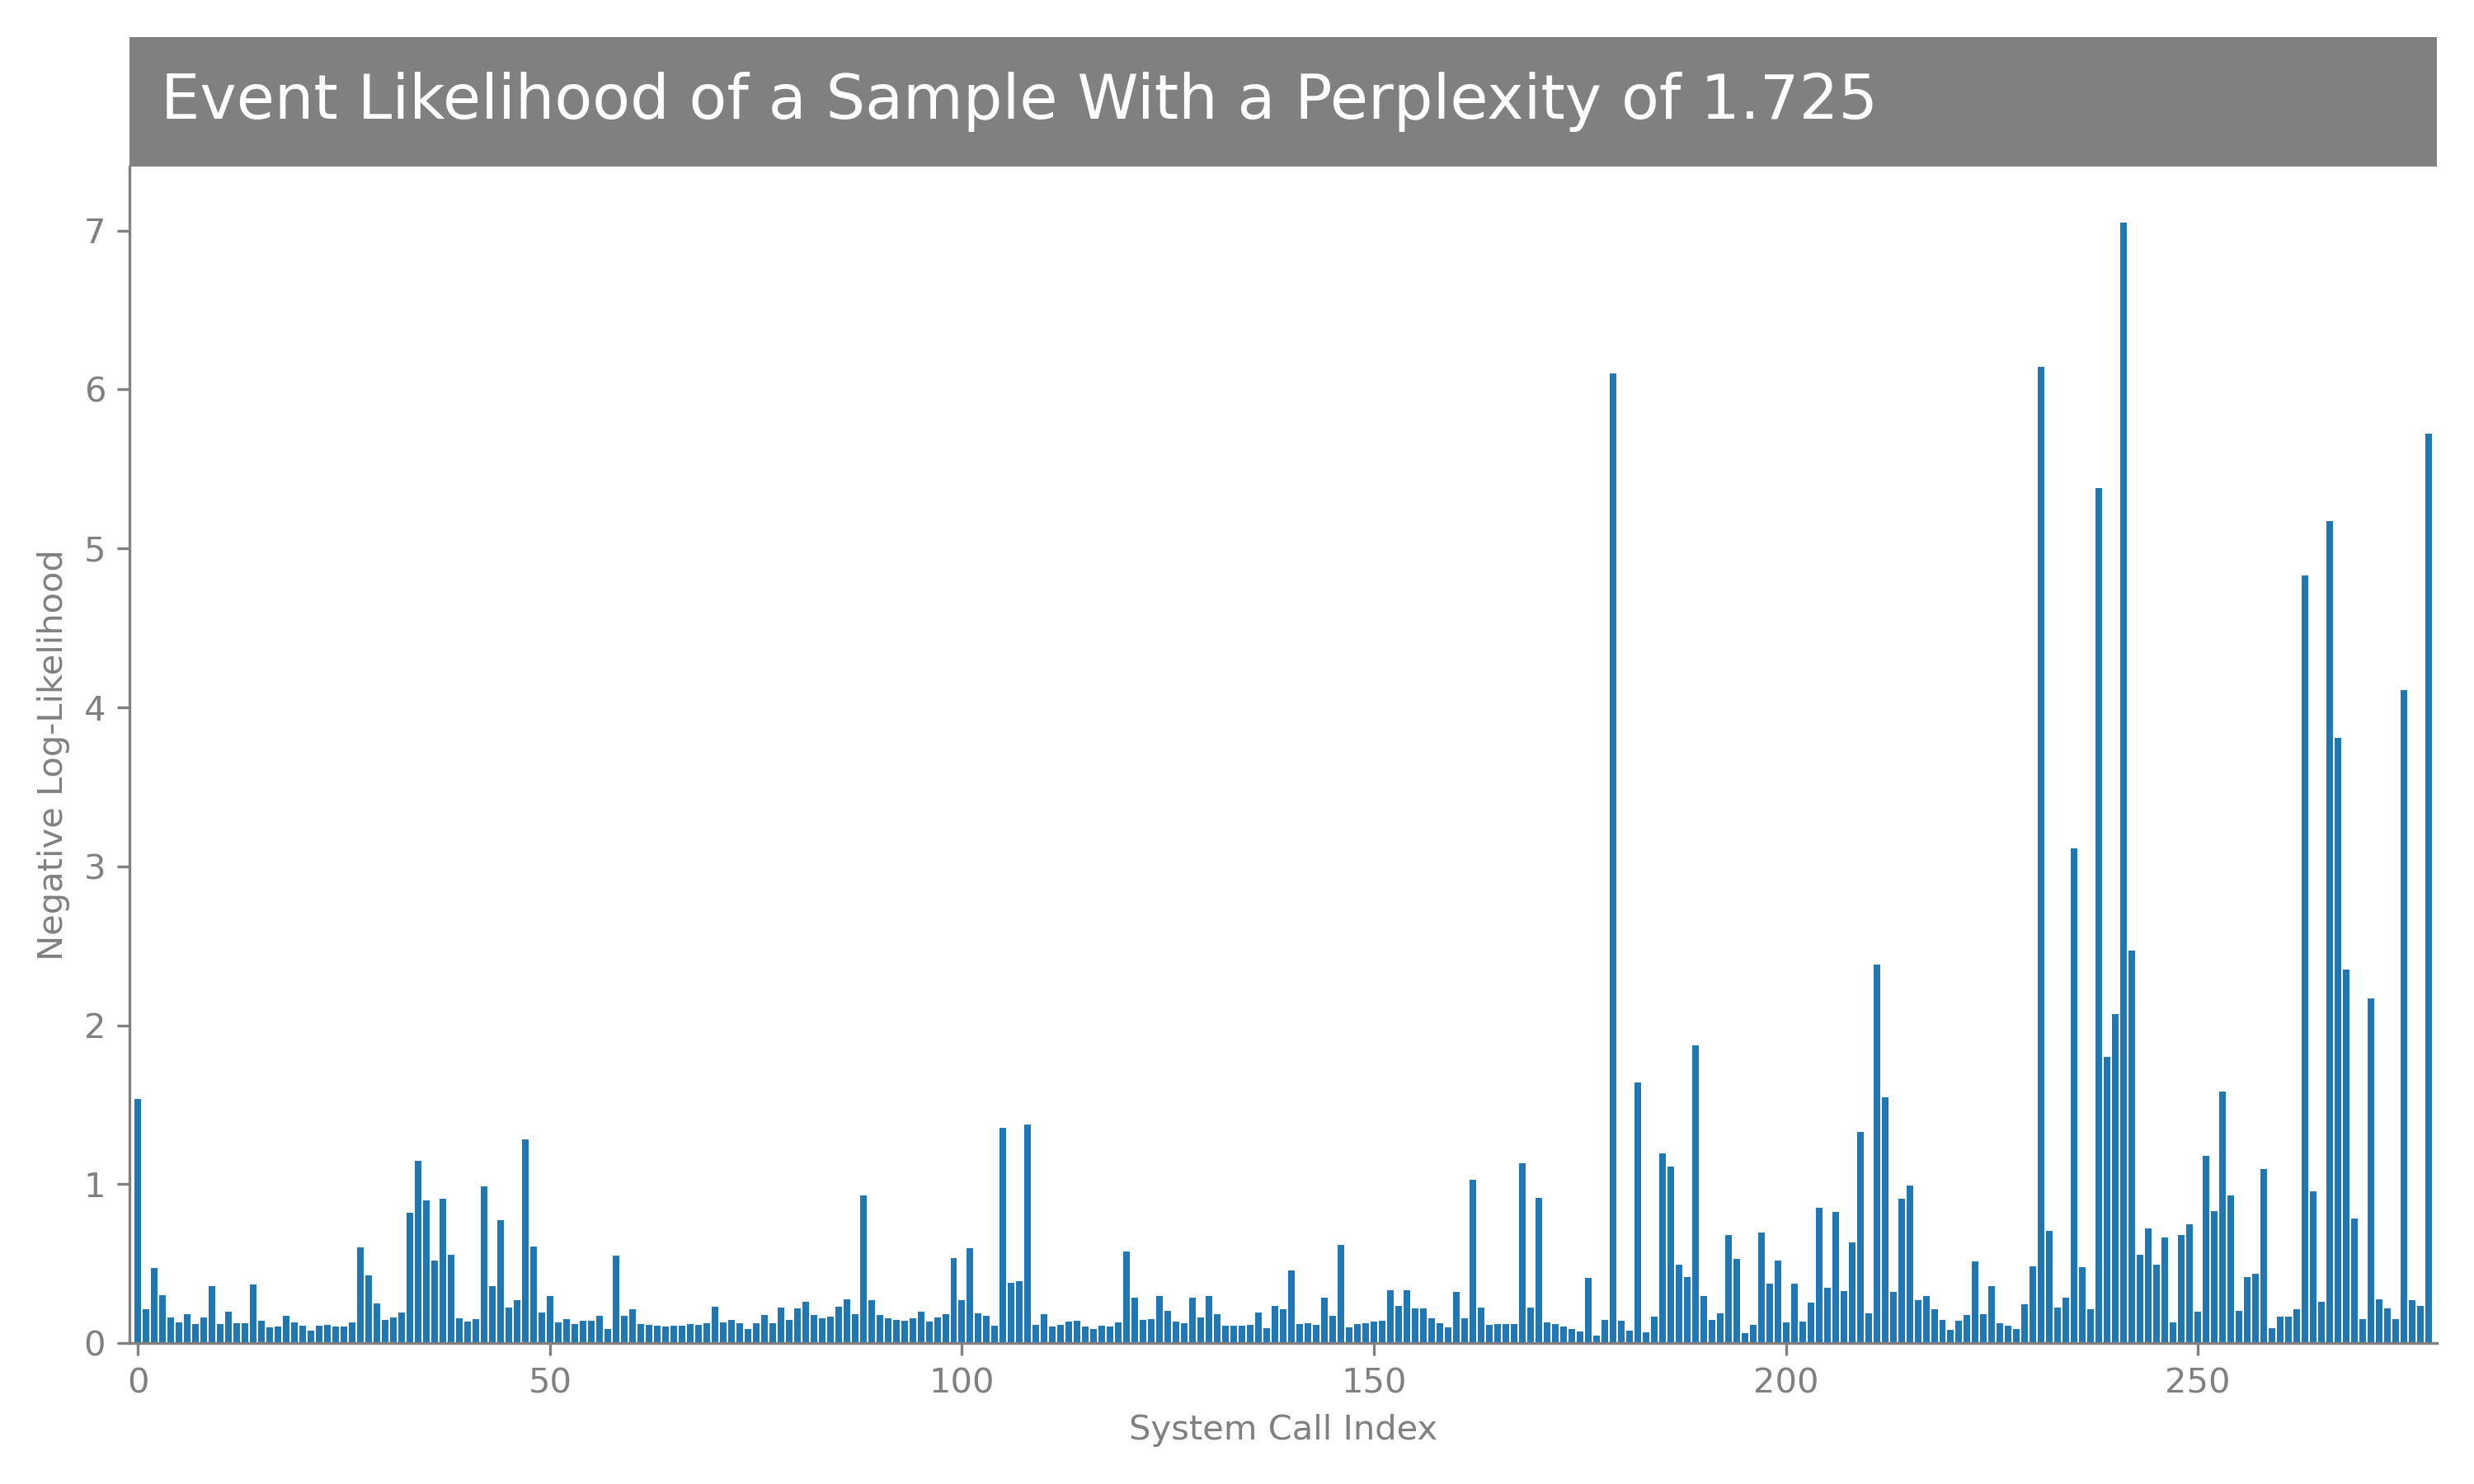 Event Likelihood of a Sample With a Perplexity of 1.725
7
6
5
4
3
2
1
0
Negative Log-Likelihood
0 50 100 150 200 250
System Call Index